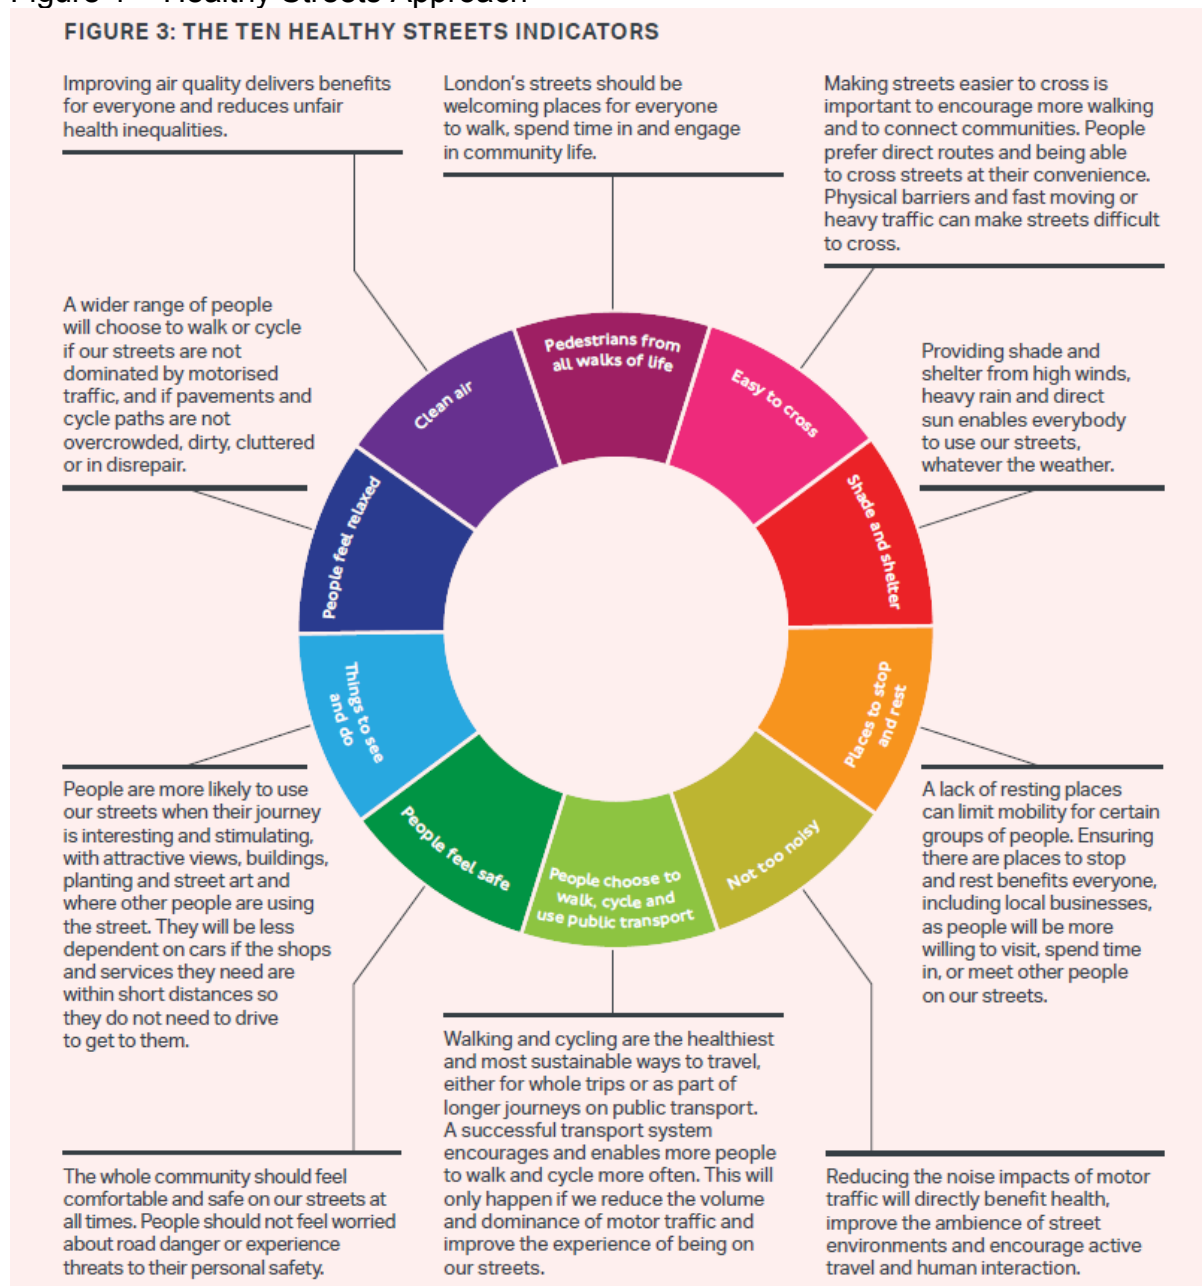 Figure 4 – Healthy Streets Approach
FIGURE 3: THE TEN HEALTHY STREETS INDICATORS
Improving air quality delivers benefits
for everyone and reduces unfair
health inequalities.
London's streets should be
welcoming places for everyone
to walk, spend time in and engage
in community life.
Making streets easier to cross is
important to encourage more walking
and to connect communities. People
prefer direct routes and being able
to cross streets at their convenience.
Physical barriers and fast moving or
heavy traffic can make streets difficult
to cross.
A wider range of people
will choose to walk or cycle
if our streets are not
dominated by motorised
traffic, and if pavements and
cycle paths are not
overcrowded, dirty, cluttered
or in disrepair.
Providing shade and
shelter from high winds,
heavy rain and direct
sun enables everybody
to use our streets,
whatever the weather.
Pedestrians from
all walks of life
Easy to cross
Shade and shelter
Places to stop
and rest
Not too noisy
People choose to
walk, cycle and
use public transport
People feel safe
Things to see
and do
People feel relaxed
Clean air
People are more likely to use
our streets when their journey
is interesting and stimulating,
with attractive views, buildings,
planting and street art and
where other people are using
the street. They will be less
dependent on cars if the shops
and services they need are
within short distances so
they do not need to drive
to get to them.
A lack of resting places
can limit mobility for certain
groups of people. Ensuring
there are places to stop
and rest benefits everyone,
including local businesses,
as people will be more
willing to visit, spend time
in, or meet other people
on our streets.
The whole community should feel
comfortable and safe on our streets at
all times. People should not feel worried
about road danger or experience
threats to their personal safety.
Walking and cycling are the healthiest
and most sustainable ways to travel,
either for whole trips or as part of
longer journeys on public transport.
A successful transport system
encourages and enables more people
to walk and cycle more often. This will
only happen if we reduce the volume
and dominance of motor traffic and
improve the experience of being on
our streets.
Reducing the noise impacts of motor
traffic will directly benefit health,
improve the ambience of street
environments and encourage active
travel and human interaction.